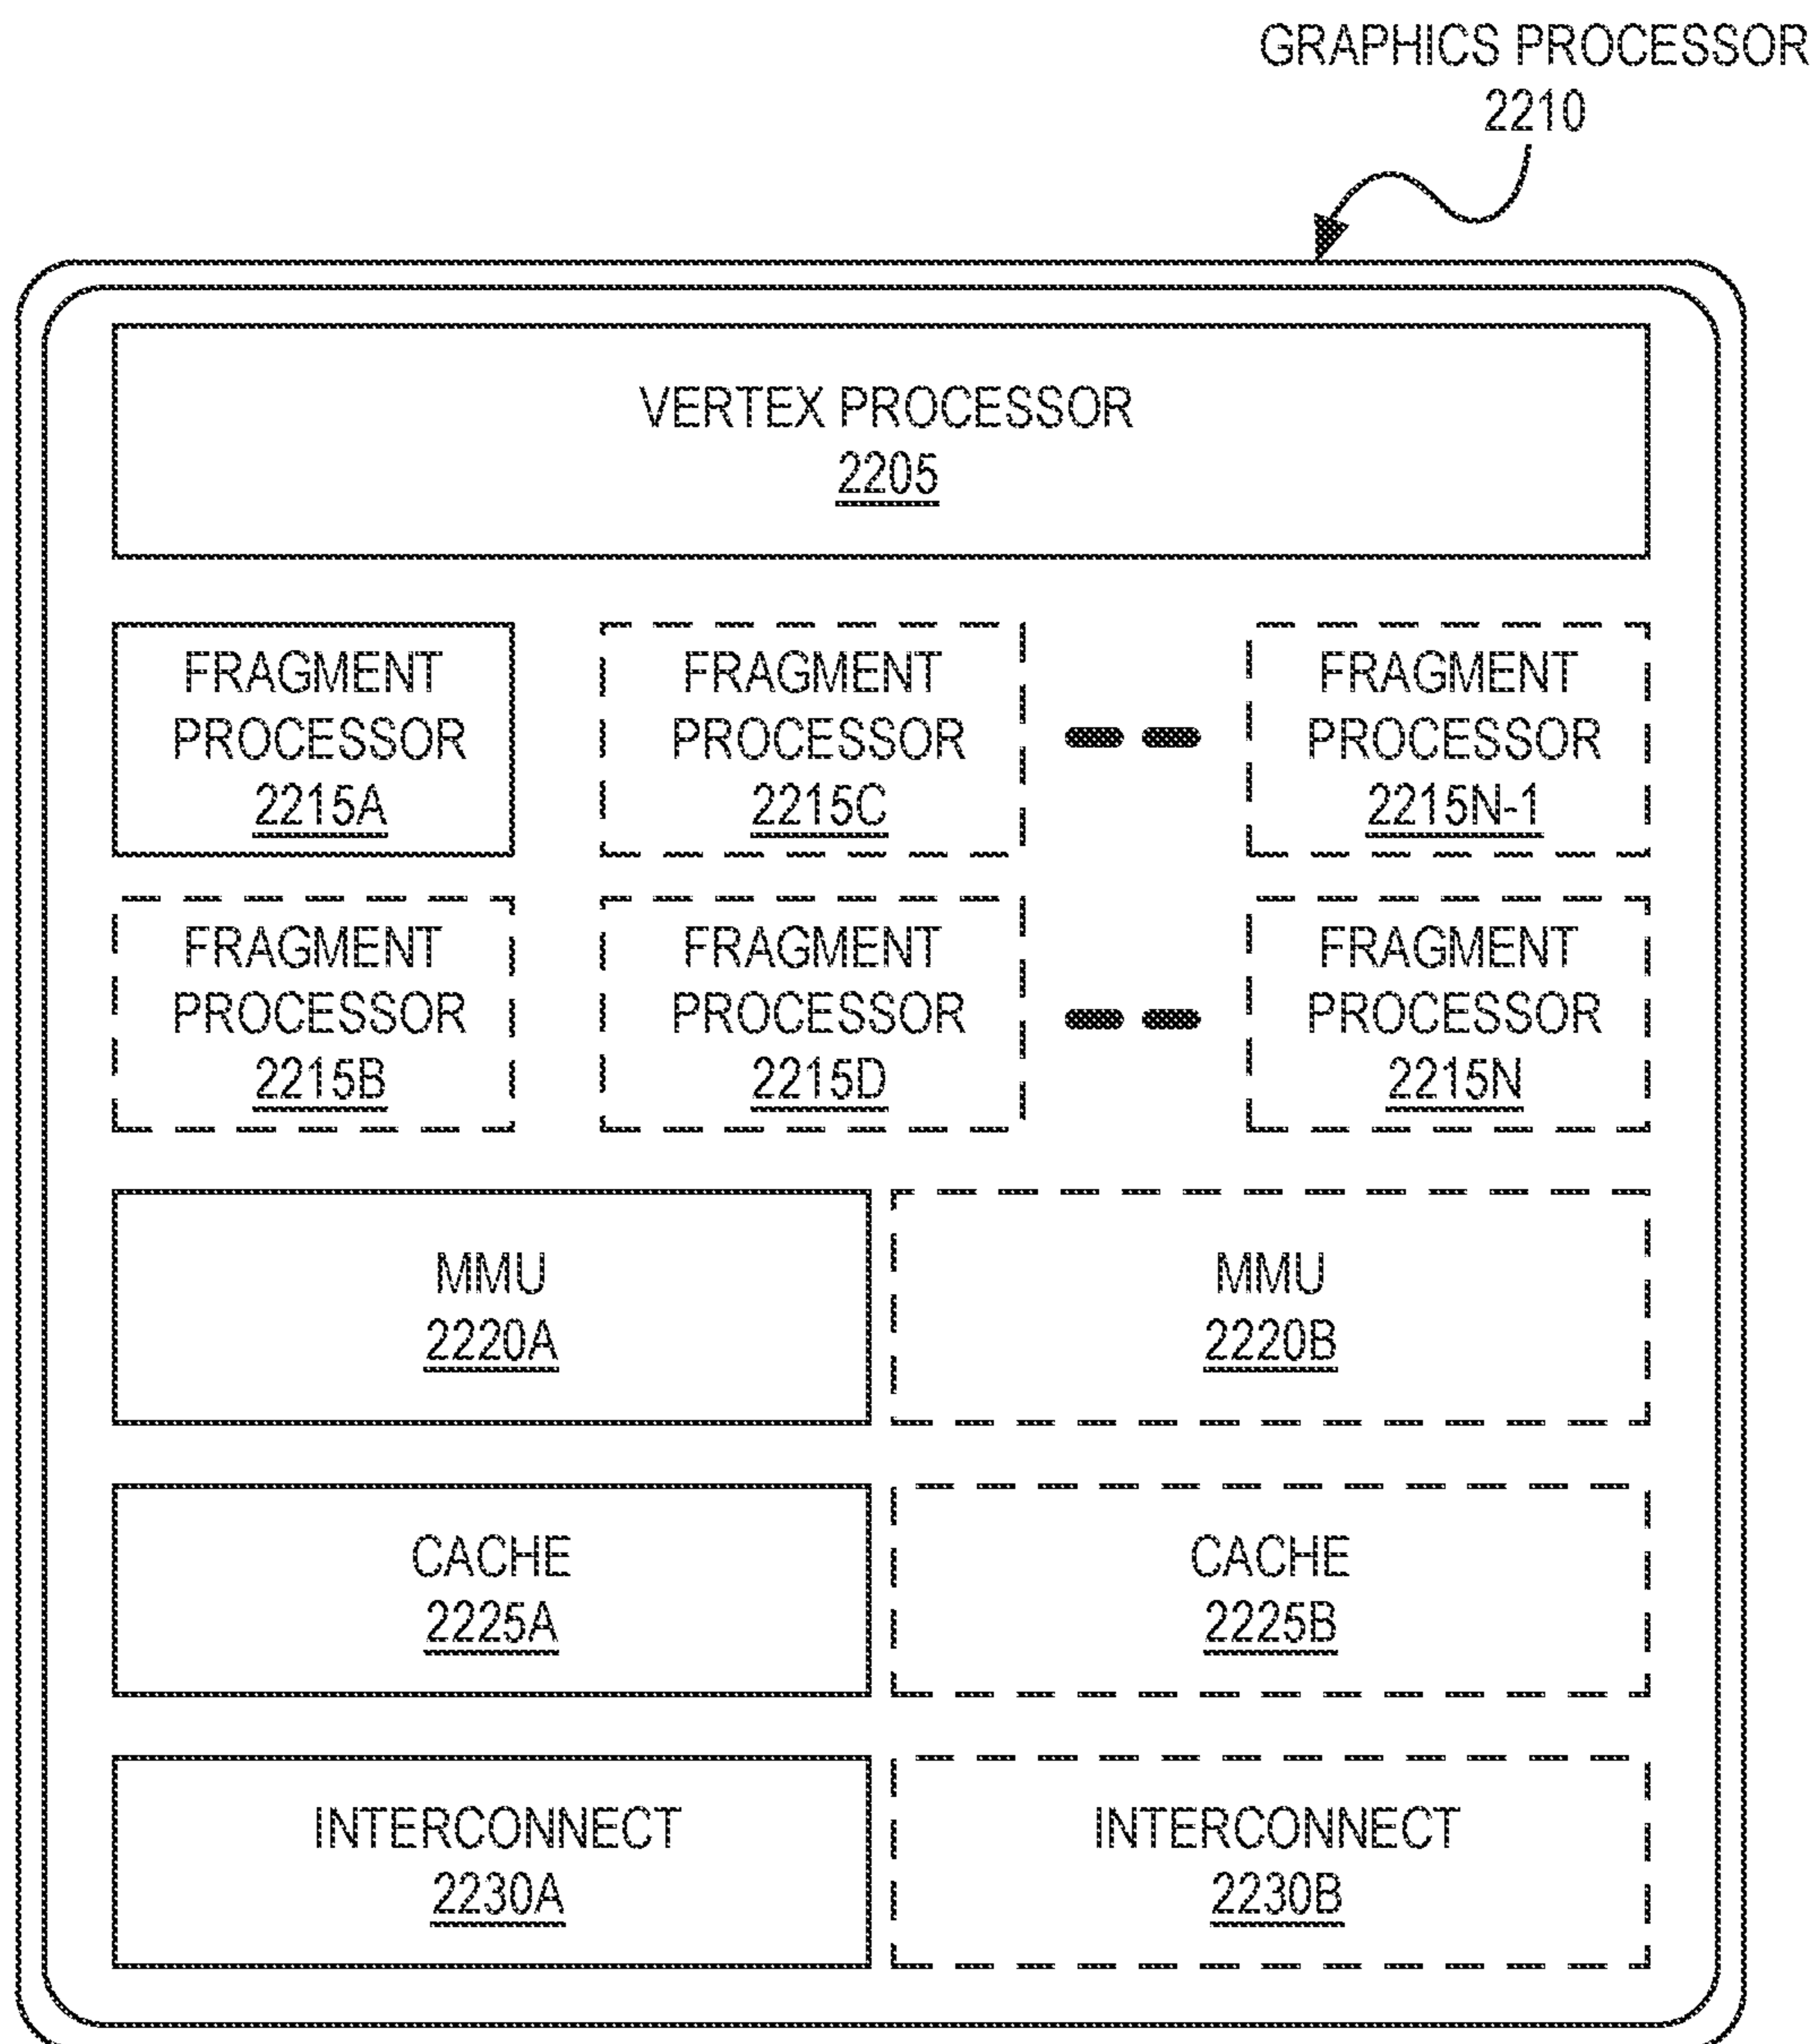 GRAPHICS PROCESSOR
2210
VERTEX PROCESSOR
2205
FRAGMENT
PROCESSOR
2215A
FRAGMENT
PROCESSOR
2215C
FRAGMENT
PROCESSOR
2215N-1
FRAGMENT
PROCESSOR
2215B
FRAGMENT
PROCESSOR
2215D
FRAGMENT
PROCESSOR
2215N
MMU
2220A
MMU
2220B
CACHE
2225A
CACHE
2225B
INTERCONNECT
2230A
INTERCONNECT
2230B